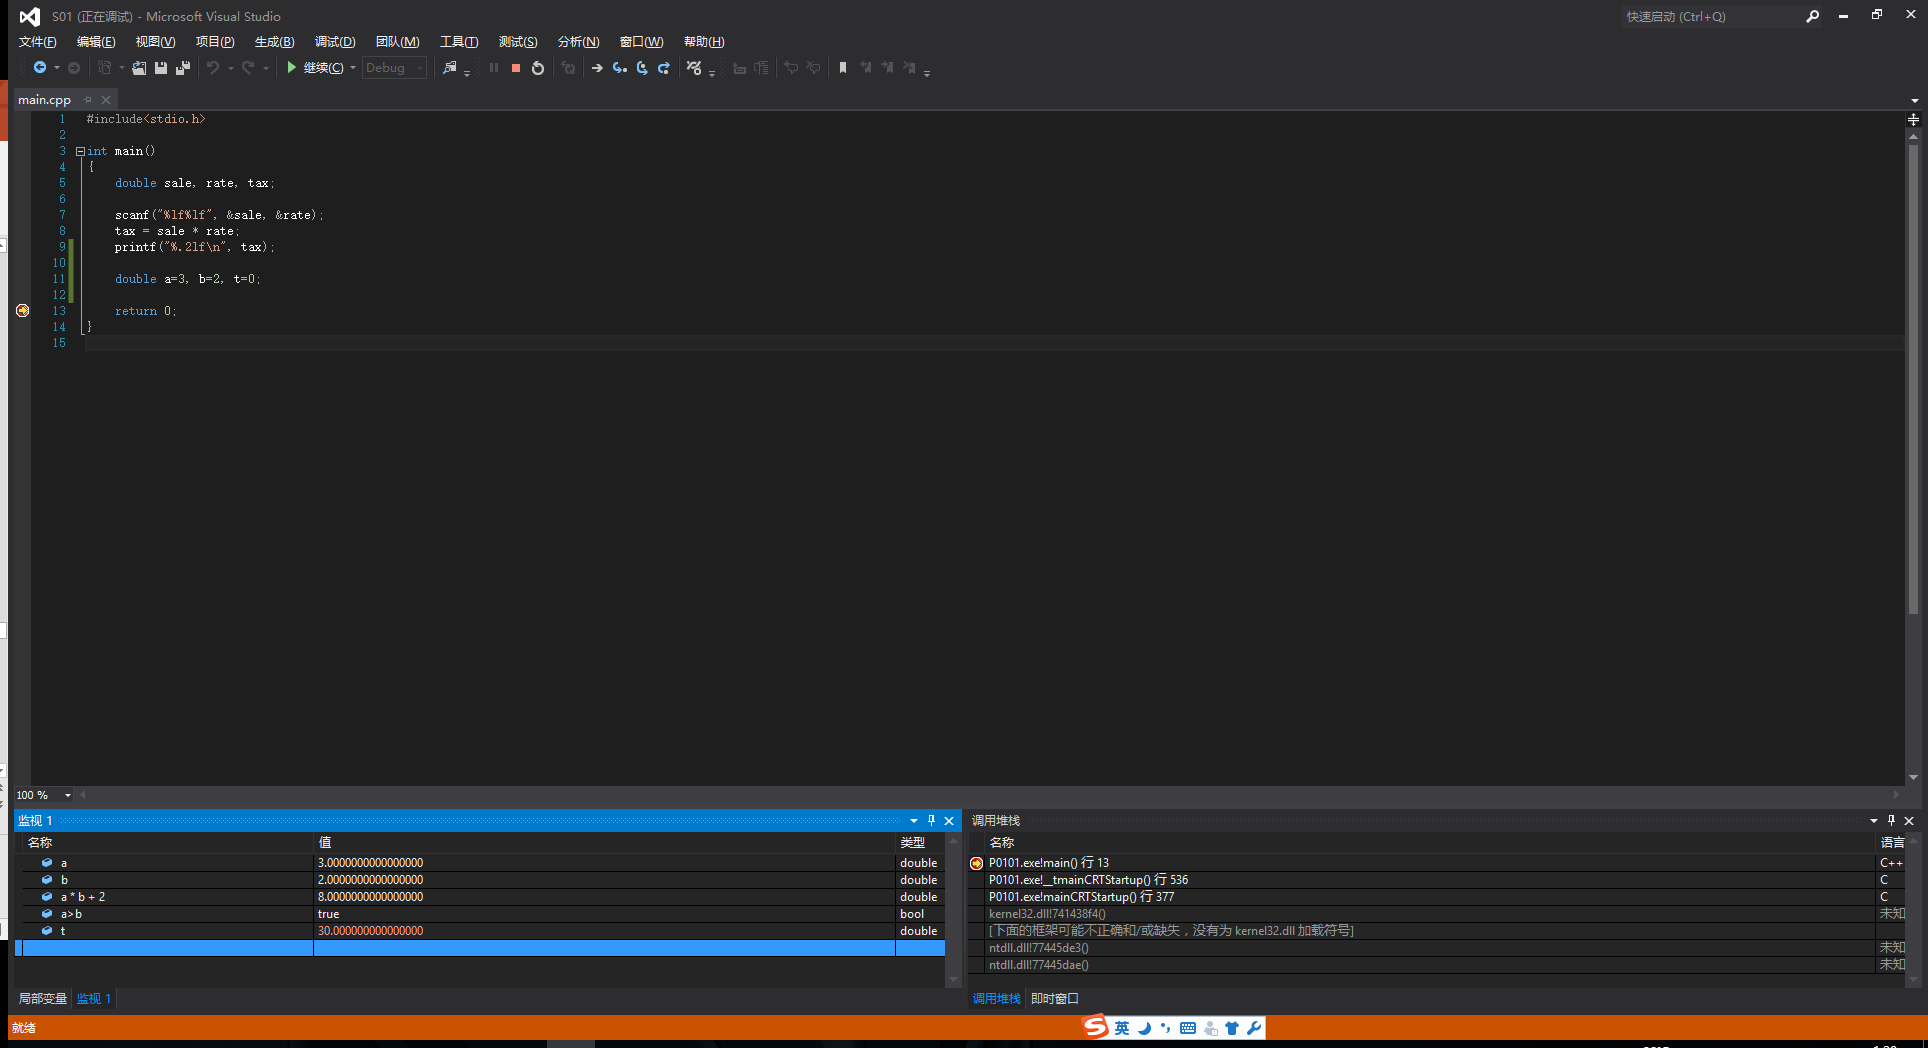 S01 (正在调试) - Microsoft Visual Studio
快速启动 (Ctrl+Q)
文件(F) 编辑(E) 视图(V) 项目(P) 生成(B) 调试(D) 团队(M) 工具(T) 测试(S) 分析(N) 窗口(W) 帮助(H)
继续(C) Debug
main.cpp
1 #include<stdio.h>
2
3 int main()
4 {
5 double sale, rate, tax;
6
7 scanf("%lf%lf", &sale, &rate);
8 tax = sale * rate;
9 printf("%.2lf\n", tax);
10
11 double a=3, b=2, t=0;
12
13 return 0;
14 }
15
100 %
监视 1
名称 值 类型
a 3.0000000000000000 double
b 2.0000000000000000 double
a * b + 2 8.0000000000000000 double
a>b true bool
t 30.000000000000000 double
局部变量 监视 1
调用堆栈
名称 语言
P0101.exe!main() 行 13 C++
P0101.exe!__tmainCRTStartup() 行 536 C
P0101.exe!mainCRTStartup() 行 377 C
kernel32.dll!741438f4() 未知
[下面的框架可能不正确和/或缺失，没有为 kernel32.dll 加载符号]
ntdll.dll!77445de3() 未知
ntdll.dll!77445dae() 未知
调用堆栈 即时窗口
就绪
S 英